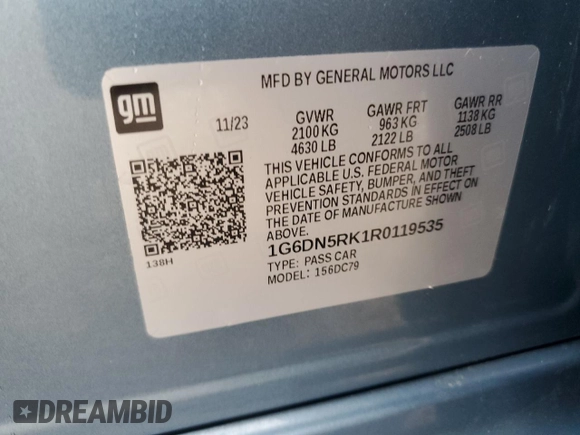 MFD BY GENERAL MOTORS LLC
gm
11/23
GVWR
2100 KG
4630 LB
GAWR FRT
963 KG
2122 LB
GAWR RR
1138 KG
2508 LB
THIS VEHICLE CONFORMS TO ALL
APPLICABLE U.S. FEDERAL MOTOR
VEHICLE SAFETY, BUMPER, AND THEFT
PREVENTION STANDARDS IN EFFECT ON
THE DATE OF MANUFACTURE SHOWN
ABOVE.
1G6DN5RK1R0119535
TYPE: PASS CAR
MODEL: 156DC79
138H
DREAMBID